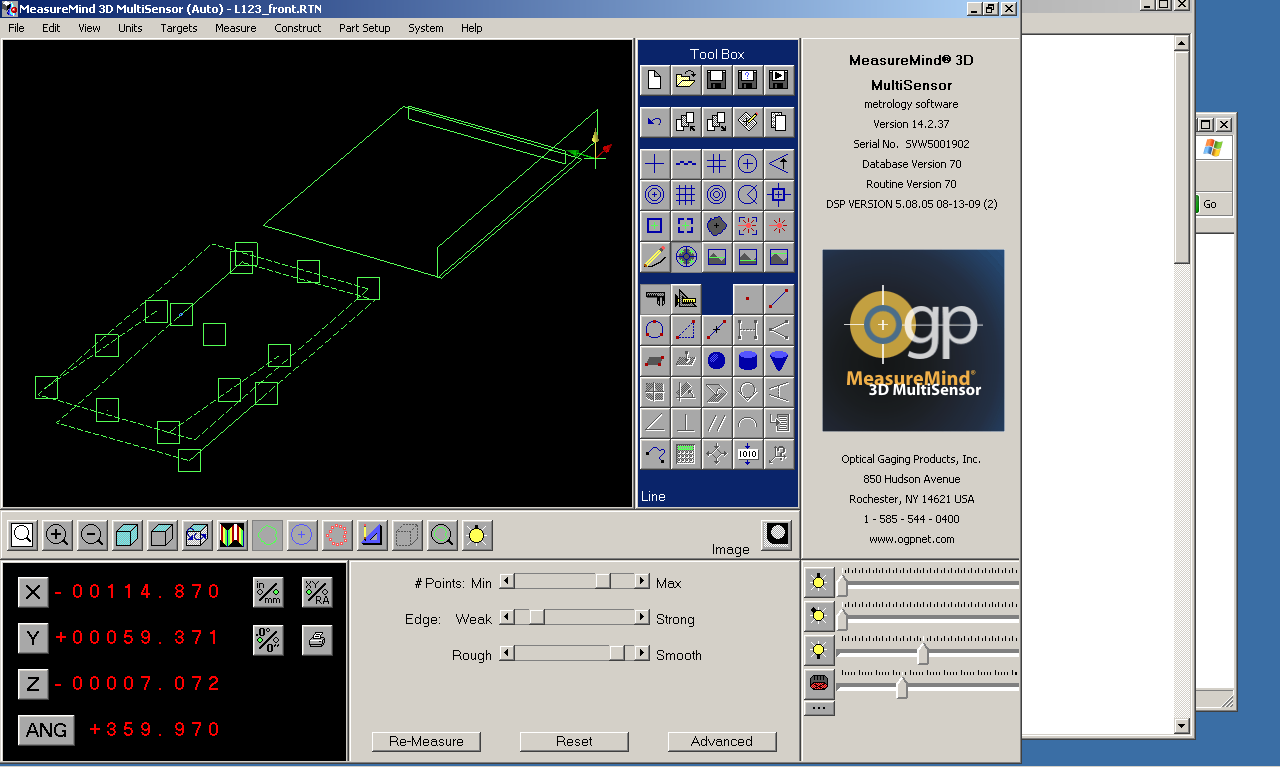 MeasureMind 3D MultiSensor (Auto) - L123_front.RTN
File Edit View Units Targets Measure Construct Part Setup System Help
Tool Box
MeasureMind® 3D
MultiSensor
metrology software
Version 14.2.37
Serial No. SVW5001902
Database Version 70
Routine Version 70
DSP VERSION 5.08.05 08-13-09 (2)
Go
ogp
MeasureMind®
3D MultiSensor
1010
Line
Optical Gaging Products, Inc.
850 Hudson Avenue
Rochester, NY 14621 USA
1 - 585 - 544 - 0400
www.ogpnet.com
Image
X -00114.870 in/mm XY/RA
Y +00059.371 .0°/0'
Z -00007.072
ANG +359.970
# Points: Min Max
Edge: Weak Strong
Rough Smooth
Re-Measure Reset Advanced
...